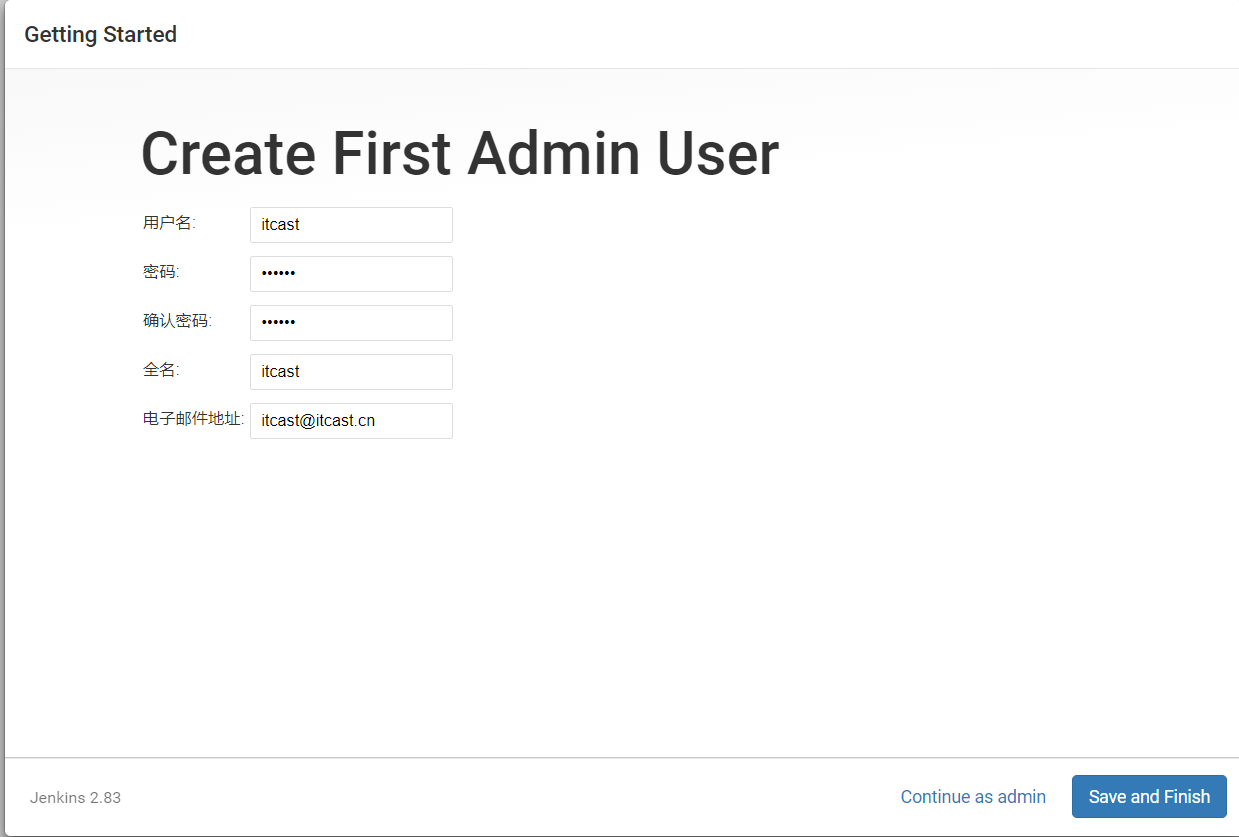 Getting Started
Create First Admin User
用户名: itcast
密码: ••••••
确认密码: ••••••
全名: itcast
电子邮件地址: itcast@itcast.cn
Jenkins 2.83 Continue as admin Save and Finish